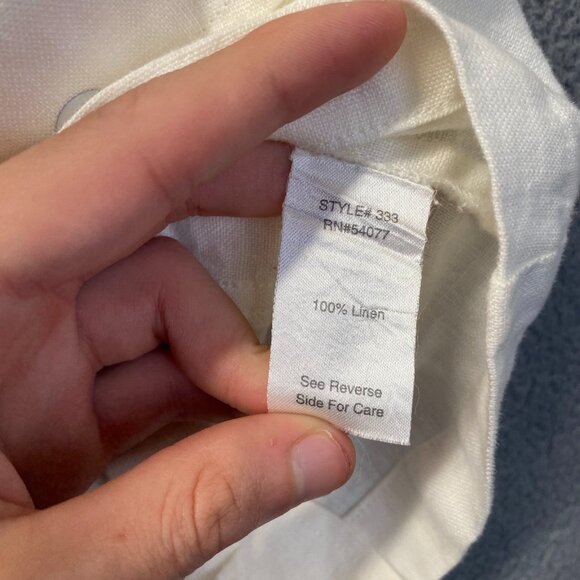 STYLE# 333
RN#54077
100% Linen
See Reverse
Side For Care